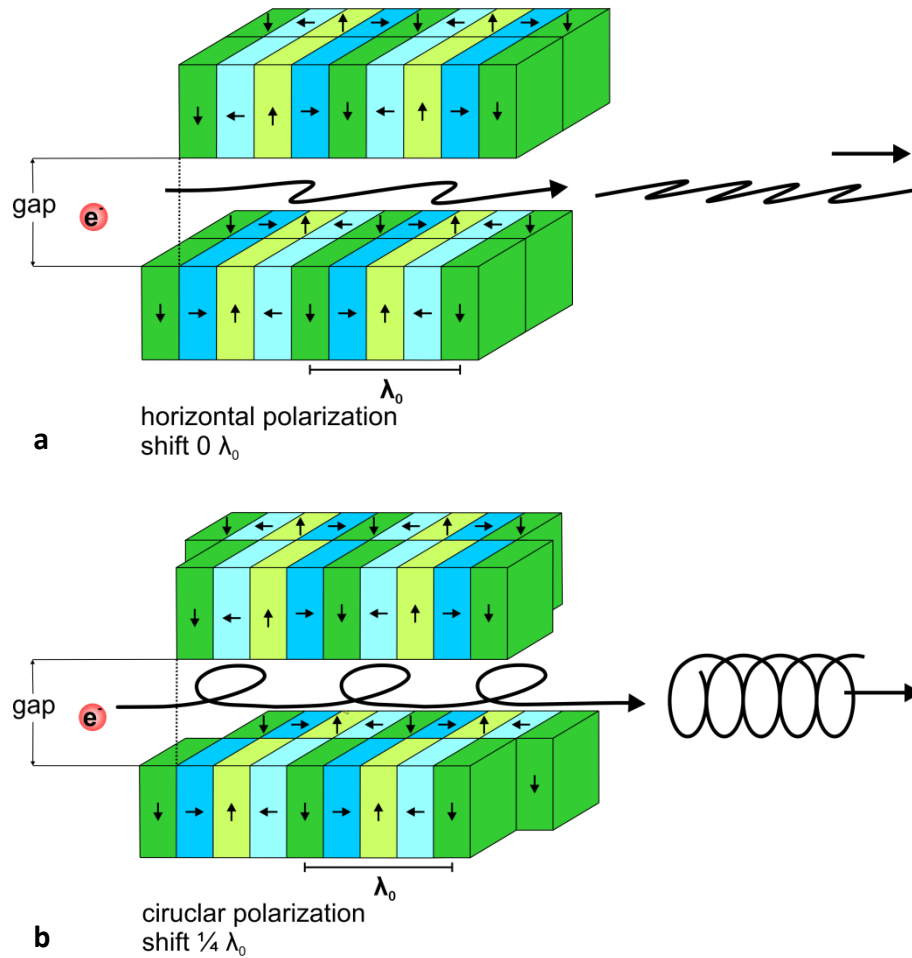 gap
e⁻
λ₀
horizontal polarization
a
shift 0 λ₀
gap
e⁻
λ₀
ciruclar polarization
b
shift ¼ λ₀